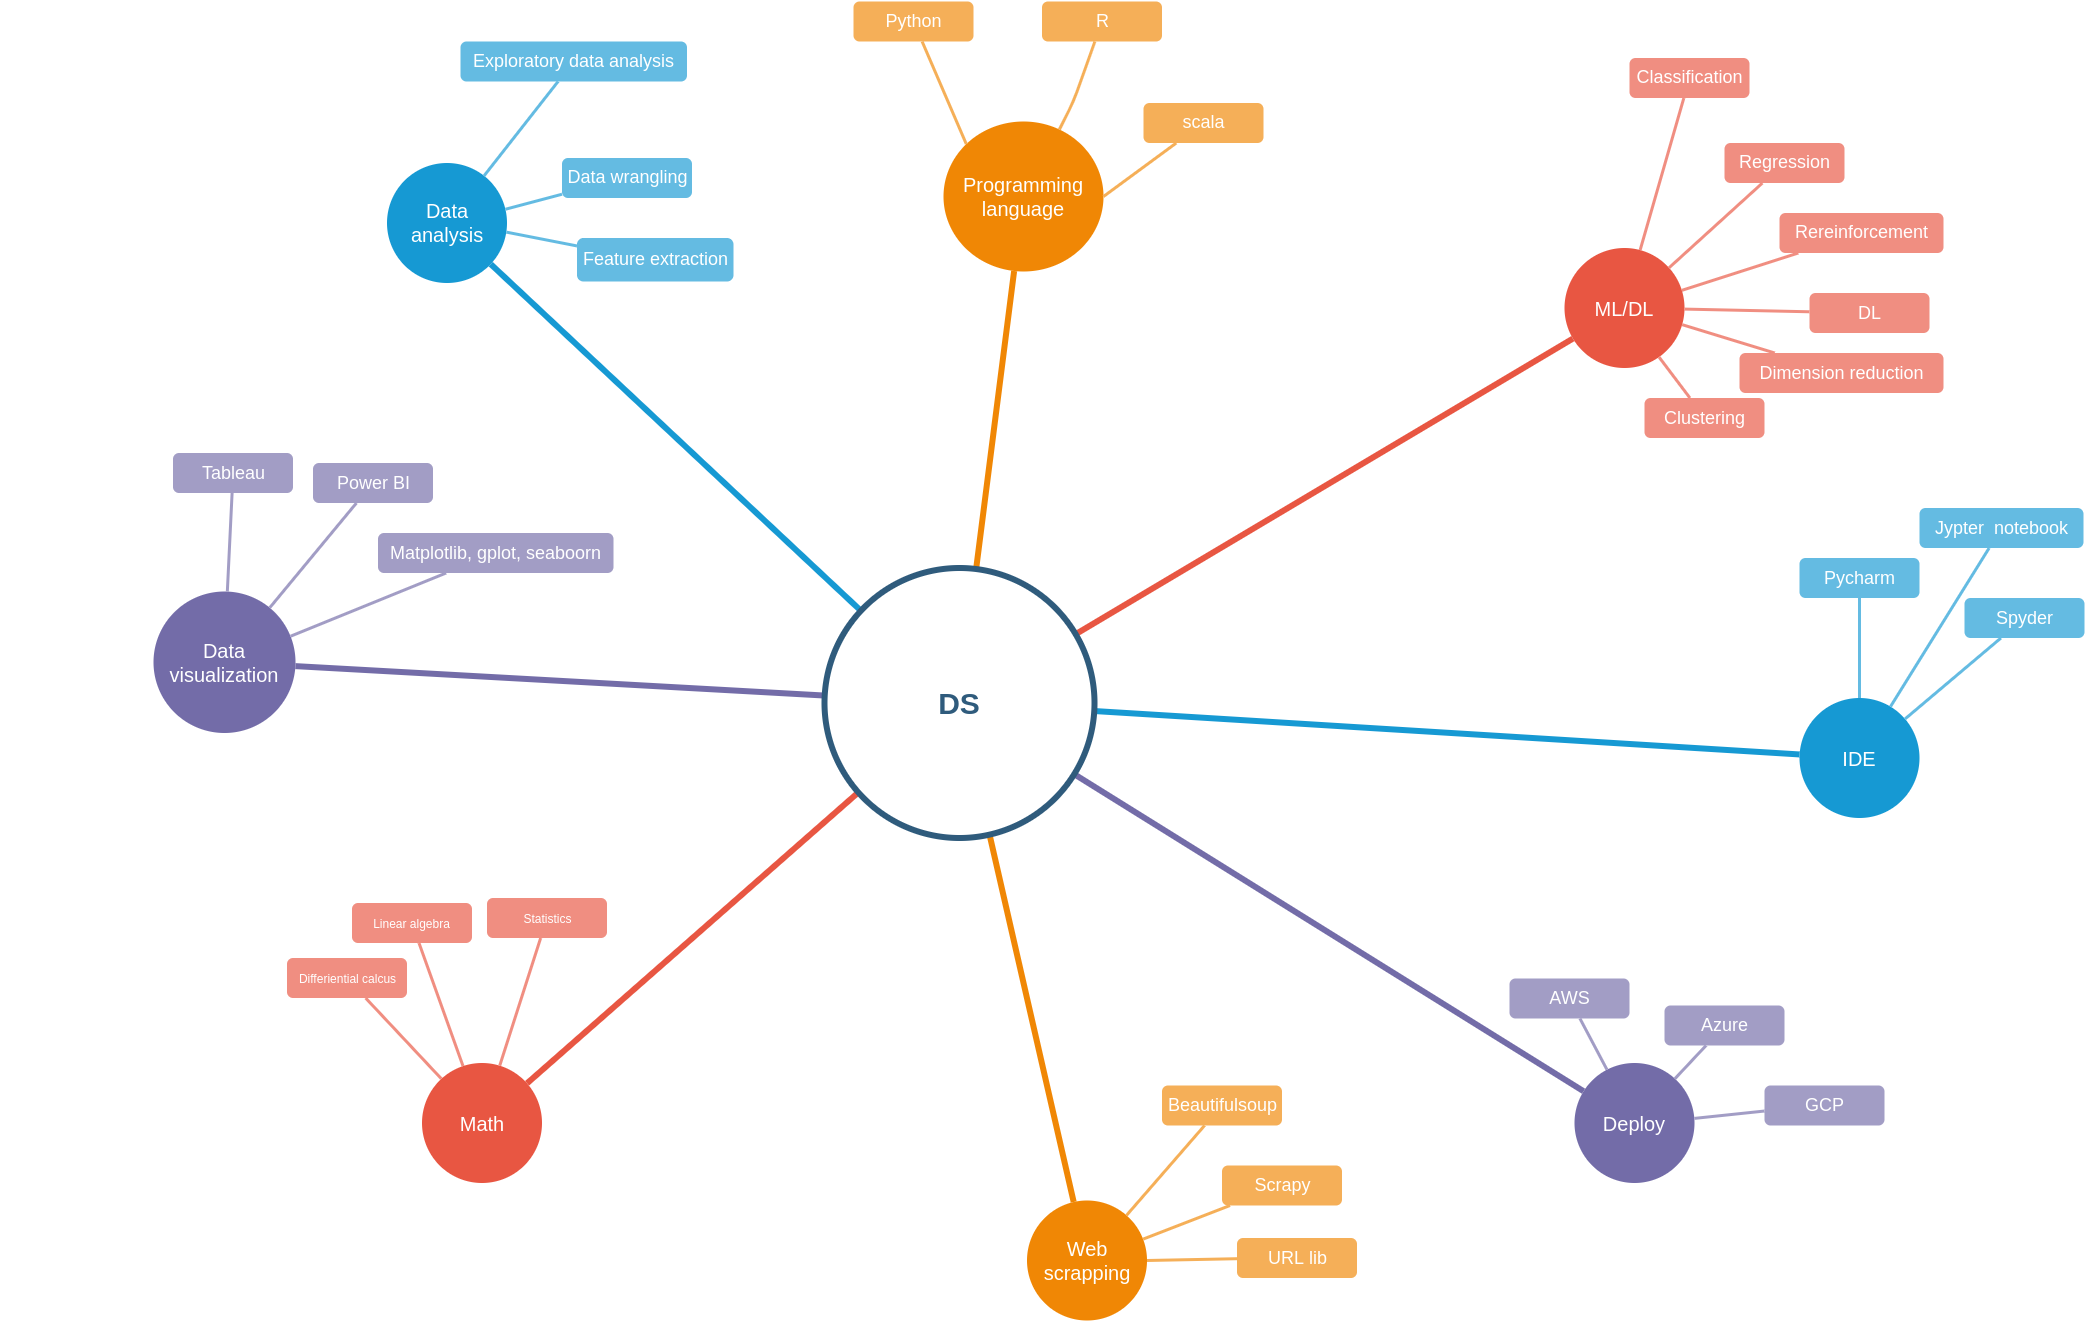 Python
R
Exploratory data analysis
Classification
scala
Regression
Data wrangling
Programming
language
Data
analysis
Rereinforcement
Feature extraction
ML/DL
DL
Dimension reduction
Clustering
Tableau
Power BI
Matplotlib, gplot, seaboorn
Jypter  notebook
Pycharm
Spyder
Data
visualization
DS
IDE
Linear algebra
Statistics
Differiential calcus
AWS
Azure
Math
Deploy
GCP
Beautifulsoup
Scrapy
Web
scrapping
URL lib